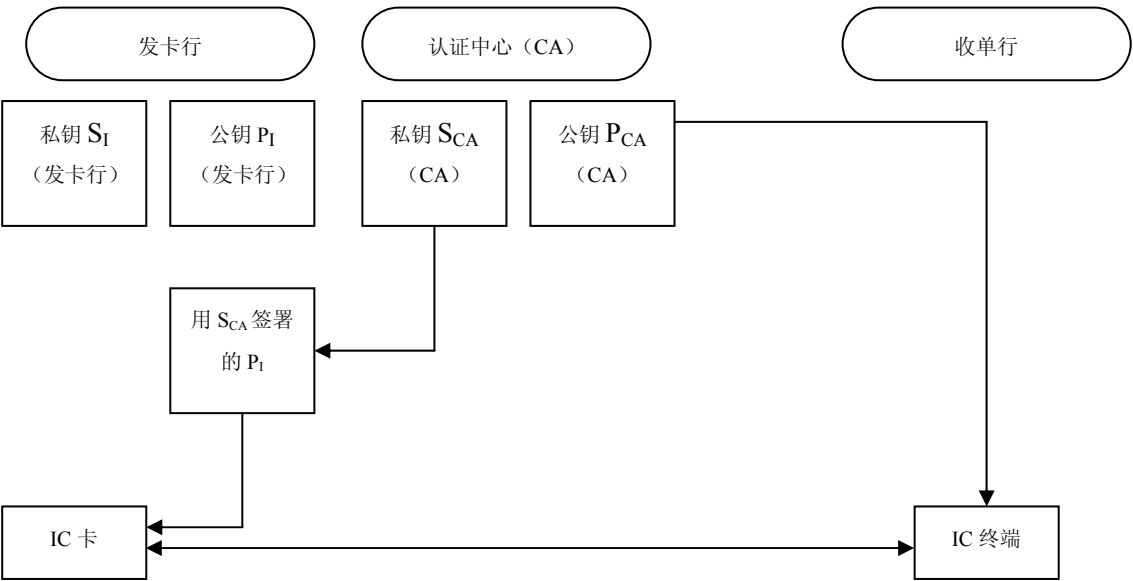 发卡行
认证中心（CA）
收单行
私钥 SI
（发卡行）
公钥 PI
（发卡行）
私钥 SCA
（CA）
公钥 PCA
（CA）
用 SCA 签署
的 PI
IC 卡
IC 终端